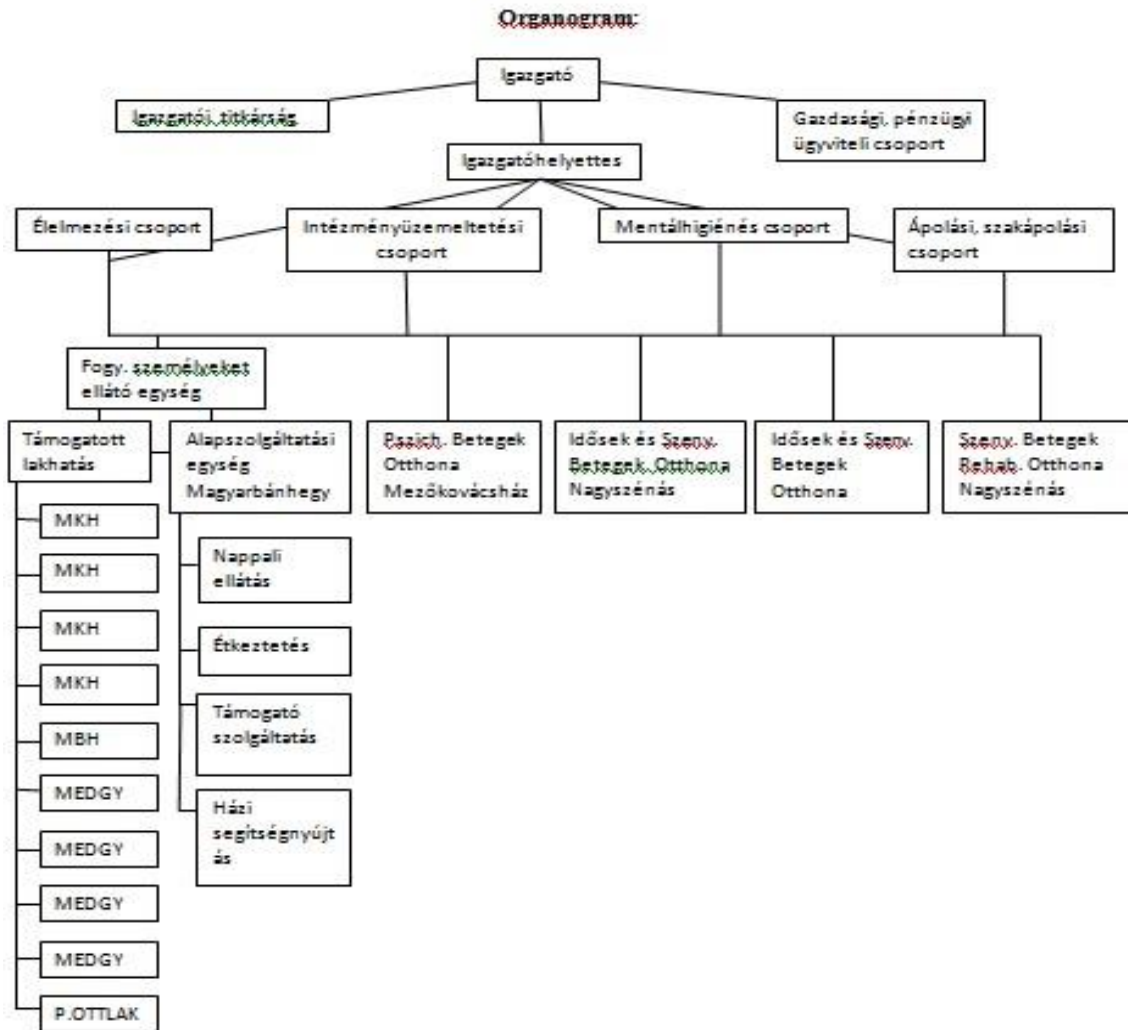 Organogram:
Igazgató
Igazgatói titkárság
Gazdasági, pénzügyi
ügyviteli csoport
Igazgatóhelyettes
Élelmezési csoport
Intézményüzemeltetési
csoport
Mentálhigiénés csoport
Ápolási, szakápolási
csoport
Fogy. személyeket
ellátó egység
Támogatott
lakhatás
Alapszolgáltatási
egység
Magyarbánhegy
Pszich. Betegek
Otthona
Mezőkovácsház
Idősek és Szeny.
Betegek Otthona
Nagyszénás
Idősek és Szeny.
Betegek
Otthona
Szeny. Betegek
Rehab. Otthona
Nagyszénás
MKH
MKH
MKH
MKH
MBH
MEDGY
MEDGY
MEDGY
MEDGY
P.OTTLAK
Nappali
ellátás
Étkeztetés
Támogató
szolgáltatás
Házi
segítségnyújt
ás